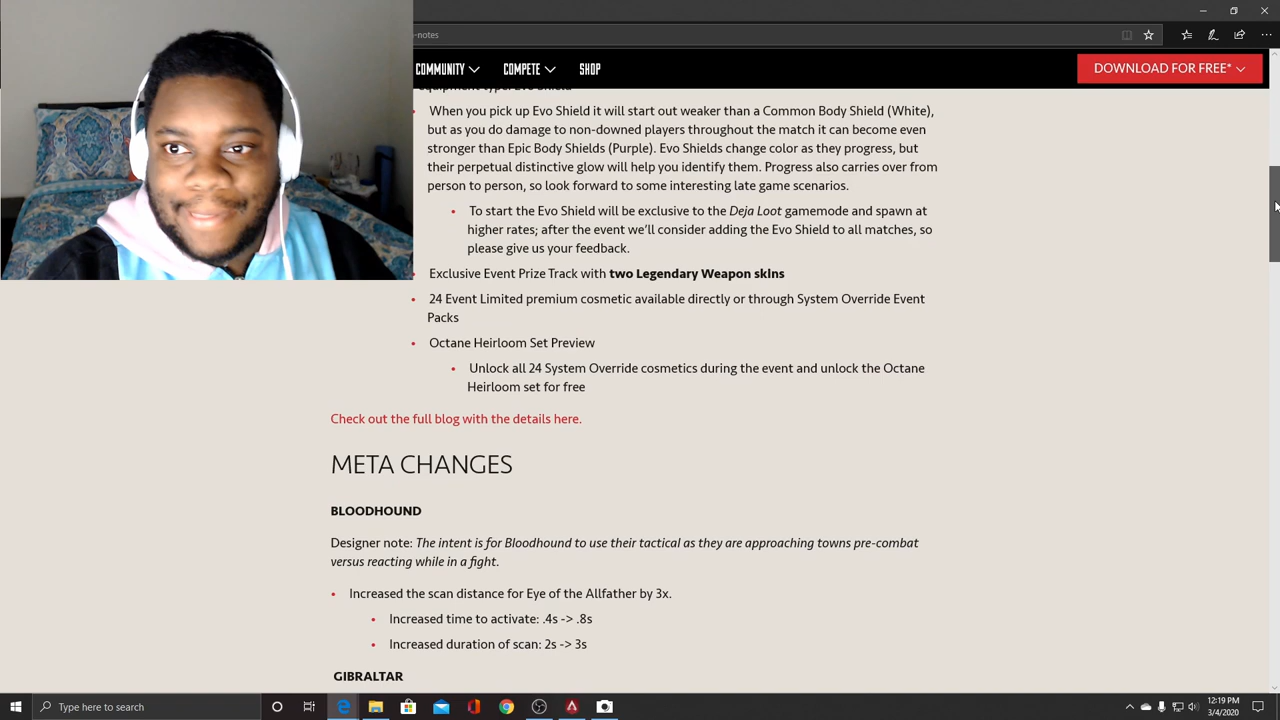 -notes
COMMUNITY COMPETE SHOP DOWNLOAD FOR FREE*
equipment type: Evo Shield
• When you pick up Evo Shield it will start out weaker than a Common Body Shield (White),
but as you do damage to non-downed players throughout the match it can become even
stronger than Epic Body Shields (Purple). Evo Shields change color as they progress, but
their perpetual distinctive glow will help you identify them. Progress also carries over from
person to person, so look forward to some interesting late game scenarios.
• To start the Evo Shield will be exclusive to the Deja Loot gamemode and spawn at
higher rates; after the event we'll consider adding the Evo Shield to all matches, so
please give us your feedback.
• Exclusive Event Prize Track with two Legendary Weapon skins
• 24 Event Limited premium cosmetic available directly or through System Override Event
Packs
• Octane Heirloom Set Preview
• Unlock all 24 System Override cosmetics during the event and unlock the Octane
Heirloom set for free
Check out the full blog with the details here.
META CHANGES
BLOODHOUND
Designer note: The intent is for Bloodhound to use their tactical as they are approaching towns pre-combat
versus reacting while in a fight.
• Increased the scan distance for Eye of the Allfather by 3x.
• Increased time to activate: .4s -> .8s
• Increased duration of scan: 2s -> 3s
GIBRALTAR
Type here to search
12:19 PM
3/4/2020